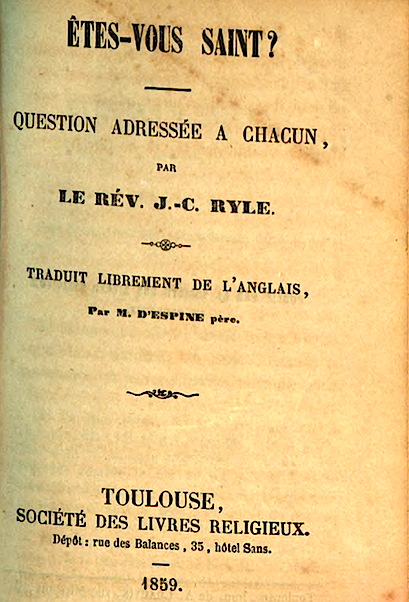 ÊTES-VOUS SAINT?
QUESTION ADRESSÉE A CHACUN,
PAR
LE RÉV. J.-C. RYLE.
TRADUIT LIBREMENT DE L'ANGLAIS,
Par M. D'ESPINE père.
TOULOUSE,
SOCIÉTÉ DES LIVRES RELIGIEUX.
Dépôt : rue des Balances, 35, hôtel Sans.
1859.